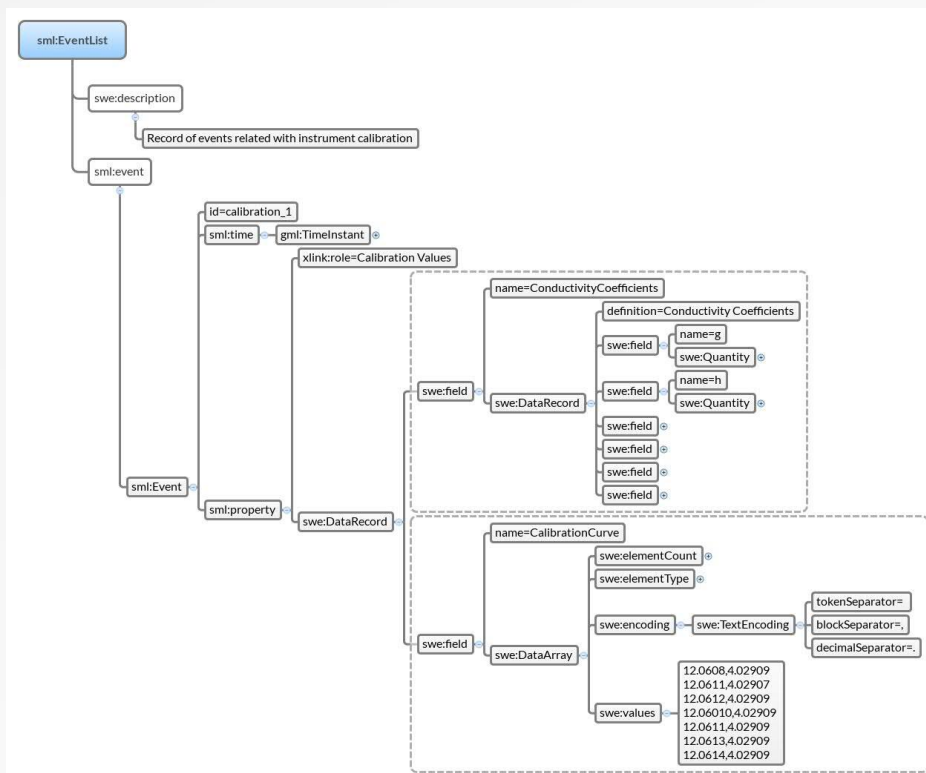 sml:EventList
swe:description
Record of events related with instrument calibration
sml:event
id=calibration_1
sml:time
gml:TimeInstant
xlink:role=Calibration Values
name=ConductivityCoefficients
definition=Conductivity Coefficients
name=g
swe:field
swe:Quantity
name=h
swe:field
swe:field
swe:Quantity
swe:DataRecord
swe:field
swe:field
swe:field
swe:field
sml:Event
sml:property
swe:DataRecord
name=CalibrationCurve
swe:elementCount
swe:elementType
tokenSeparator=
swe:encoding
swe:TextEncoding
blockSeparator=,
decimalSeparator=.
swe:field
swe:DataArray
swe:values
12.0608,4.02909
12.0611,4.02907
12.0612,4.02909
12.06010,4.02909
12.0611,4.02909
12.0613,4.02909
12.0614,4.02909